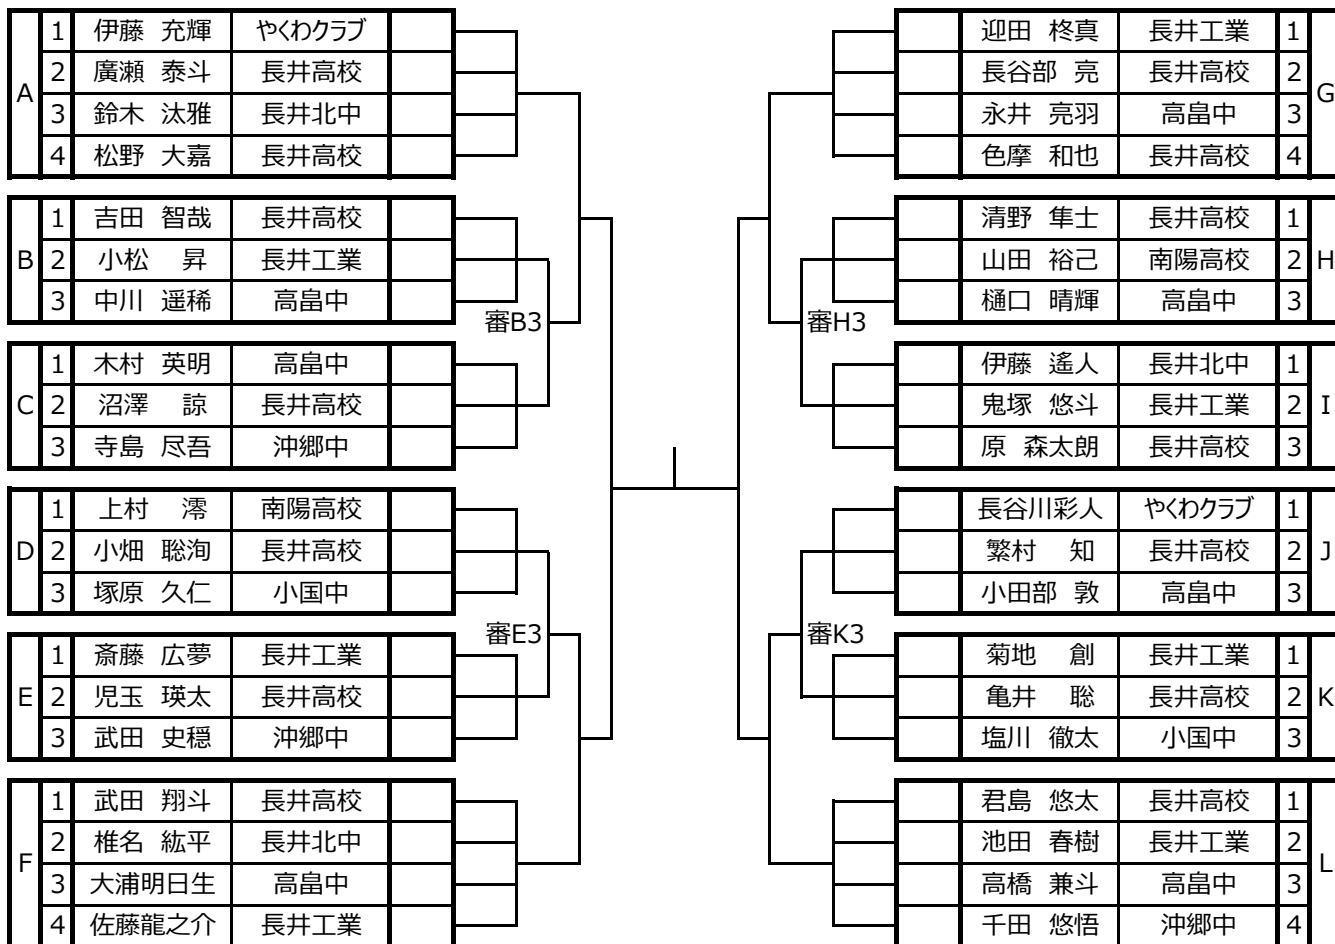 A
1 伊藤 充輝 やくわクラブ
2 廣瀬 泰斗 長井高校
3 鈴木 汰雅 長井北中
4 松野 大嘉 長井高校
B
1 吉田 智哉 長井高校
2 小松 昇 長井工業
3 中川 遥稀 高畠中
審B3
C
1 木村 英明 高畠中
2 沼澤 諒 長井高校
3 寺島 尽吾 沖郷中
D
1 上村 澪 南陽高校
2 小畑 聡洵 長井高校
3 塚原 久仁 小国中
審E3
E
1 斎藤 広夢 長井工業
2 児玉 瑛太 長井高校
3 武田 史穏 沖郷中
F
1 武田 翔斗 長井高校
2 椎名 紘平 長井北中
3 大浦明日生 高畠中
4 佐藤龍之介 長井工業
迎田 柊真 長井工業 1
長谷部 亮 長井高校 2
永井 亮羽 高畠中 3
色摩 和也 長井高校 4
G
清野 隼士 長井高校 1
山田 裕己 南陽高校 2
樋口 晴輝 高畠中 3
H
審H3
伊藤 遙人 長井北中 1
鬼塚 悠斗 長井工業 2
原 森太朗 長井高校 3
I
長谷川彩人 やくわクラブ 1
繁村 知 長井高校 2
小田部 敦 高畠中 3
J
審K3
菊地 創 長井工業 1
亀井 聡 長井高校 2
塩川 徹太 小国中 3
K
君島 悠太 長井高校 1
池田 春樹 長井工業 2
高橋 兼斗 高畠中 3
千田 悠悟 沖郷中 4
L